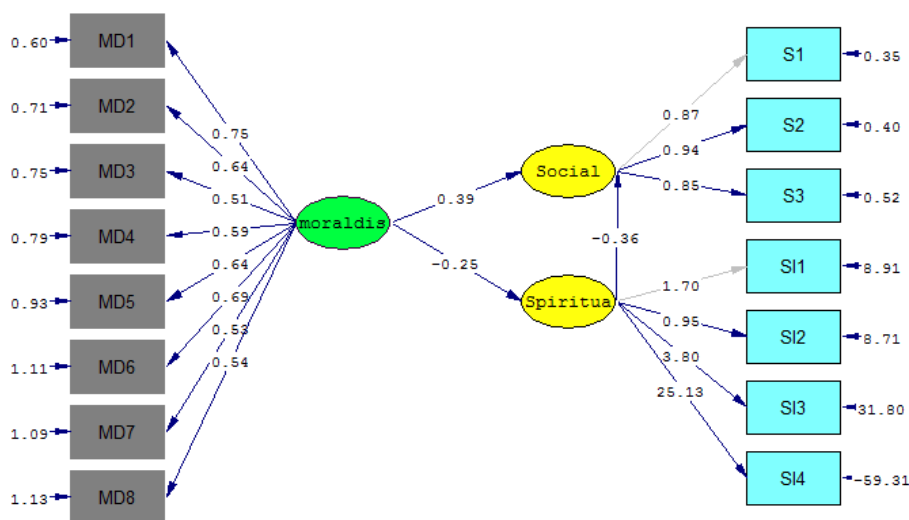 0.60 MD1
0.71 MD2
0.75 MD3
0.79 MD4
0.93 MD5
1.11 MD6
1.09 MD7
1.13 MD8
0.75
0.64
0.51
0.59
0.64
0.69
0.53
0.54
moraldis
0.39
-0.25
Social
-0.36
Spiritua
0.87
0.94
0.85
1.70
0.95
3.80
25.13
S1 0.35
S2 0.40
S3 0.52
SI1 8.91
SI2 8.71
SI3 31.80
SI4 -59.31